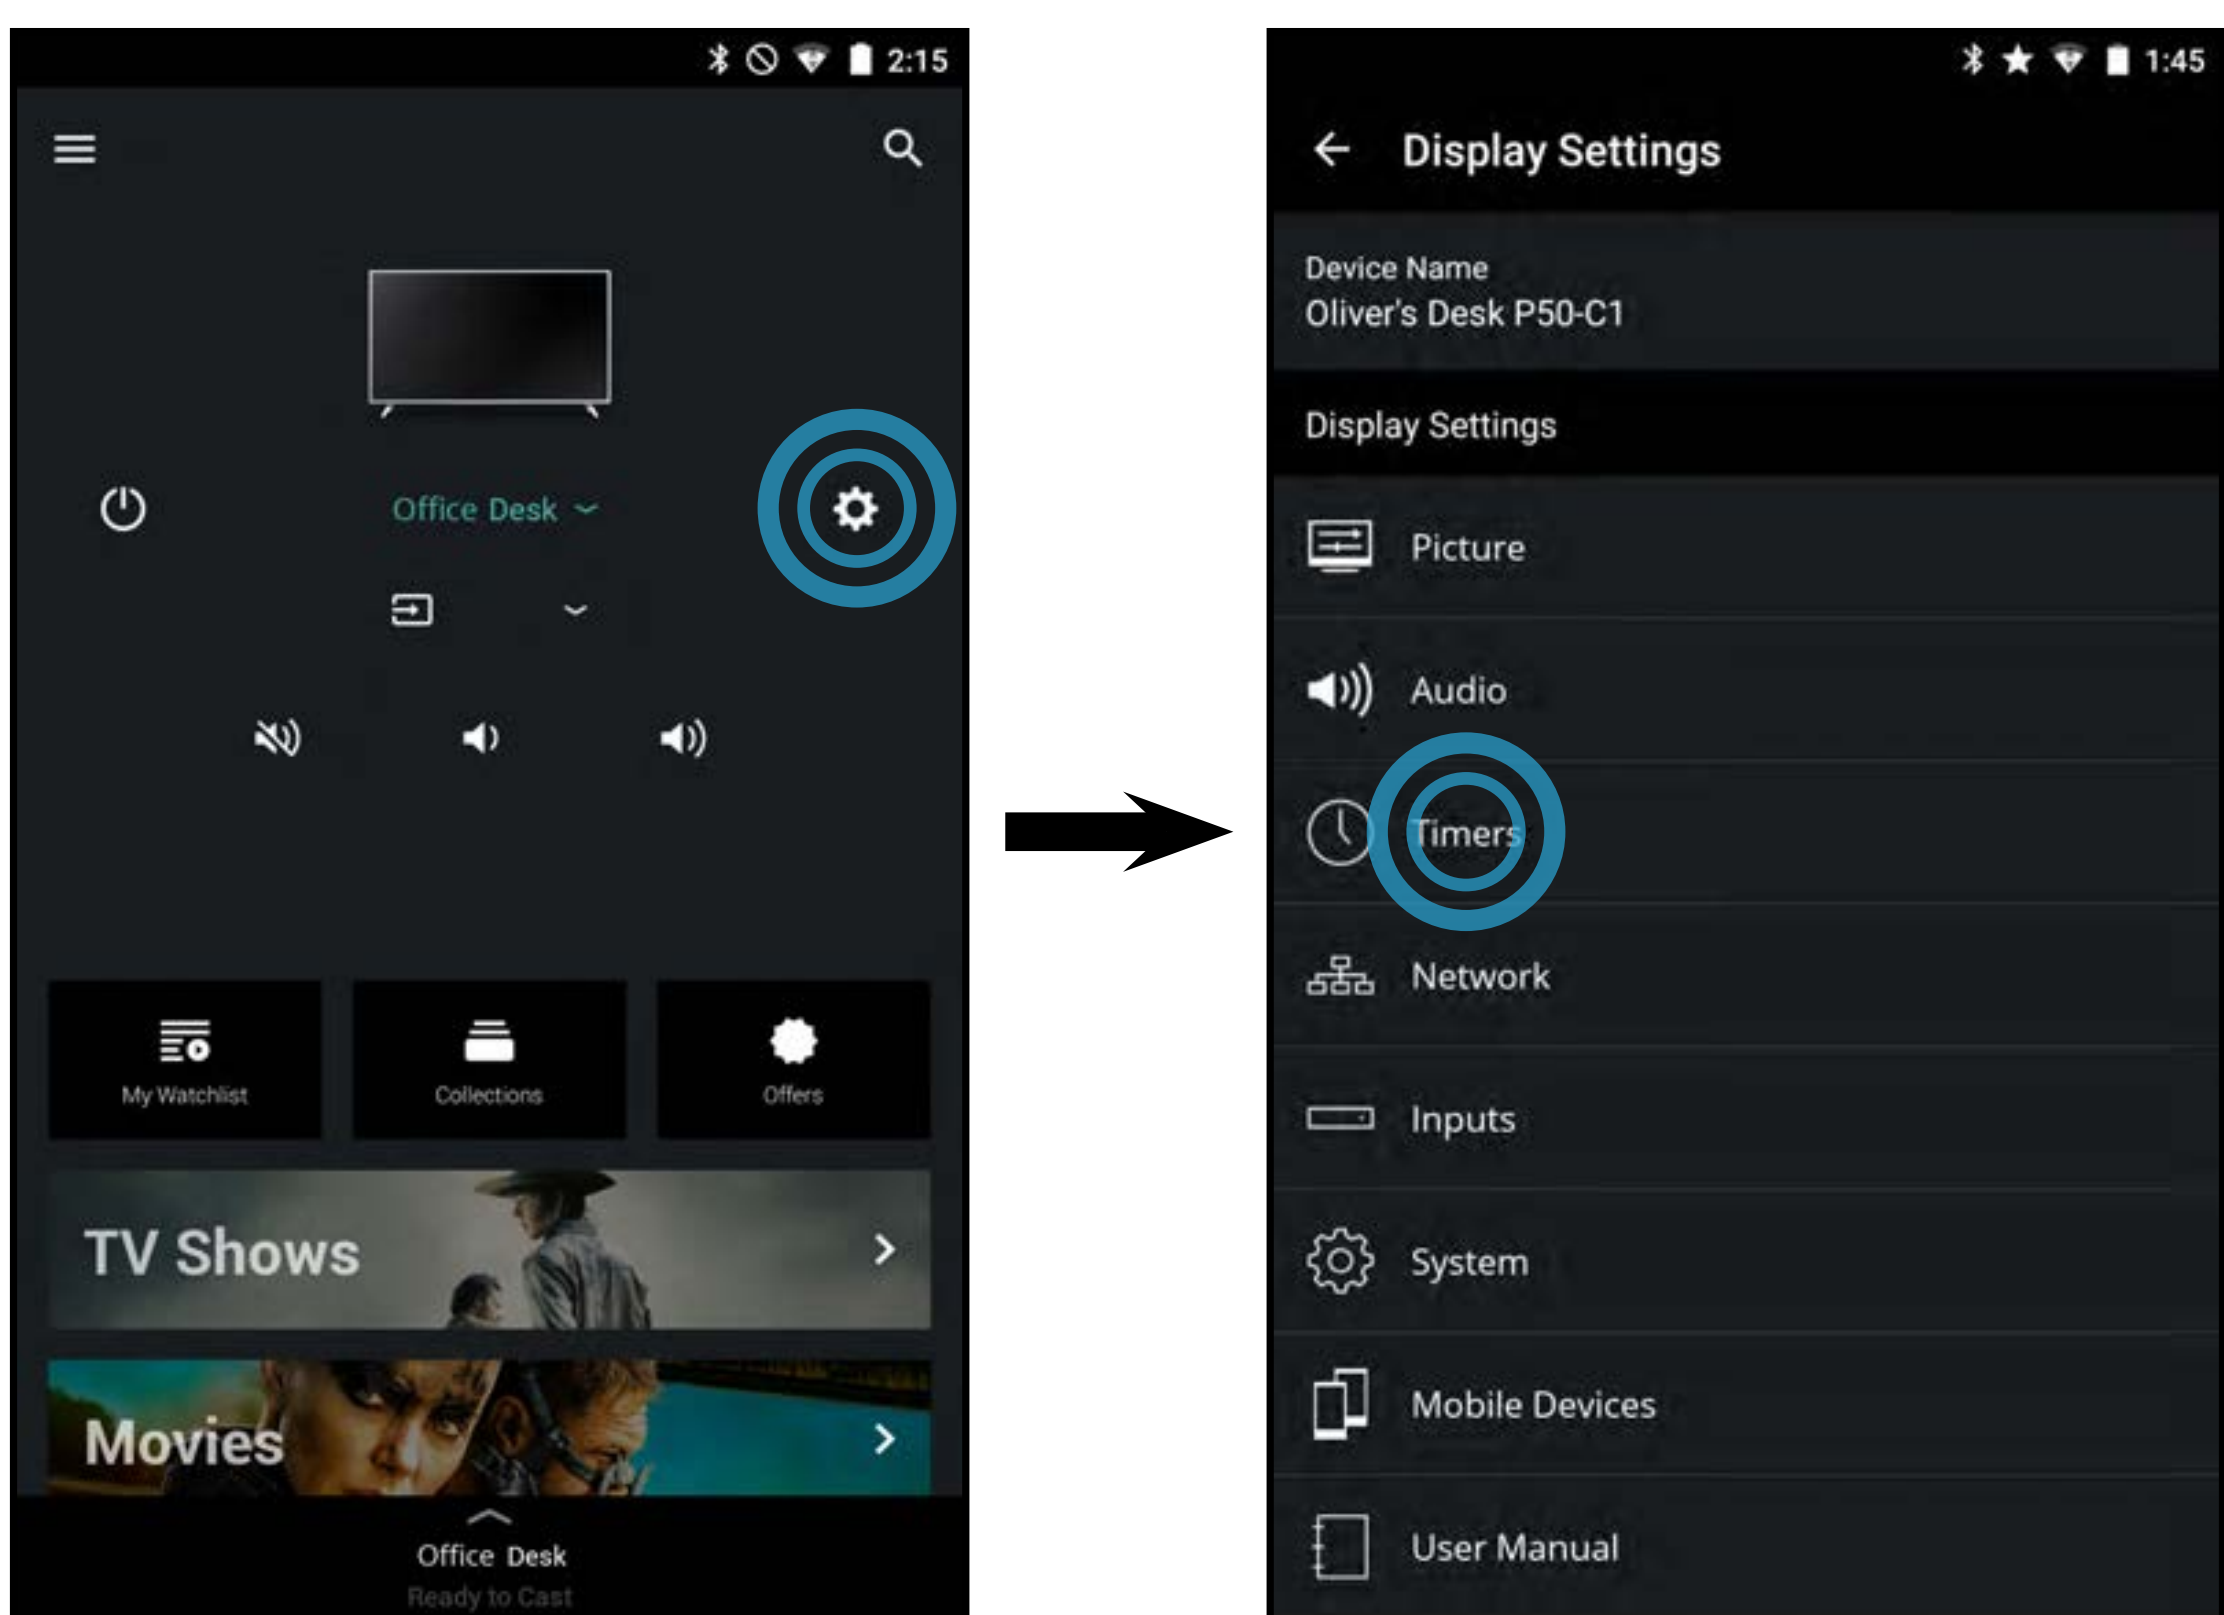 2:15
Office Desk
My Watchlist
Collections
Offers
TV Shows
Movies
Office Desk
Ready to Cast
1:45
Display Settings
Device Name
Oliver's Desk P50-C1
Display Settings
Picture
Audio
Timers
Network
Inputs
System
Mobile Devices
User Manual